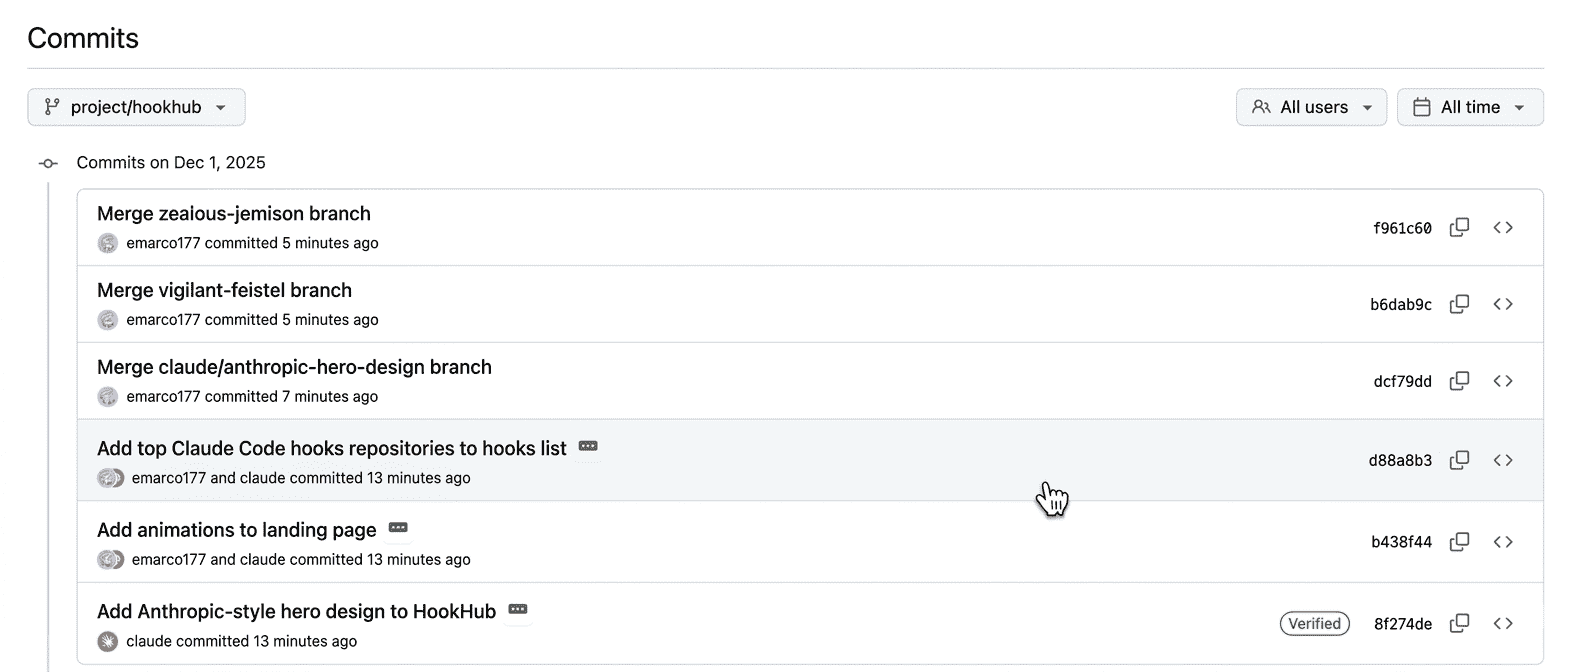 Commits
project/hookhub
All users
All time
Commits on Dec 1, 2025
Merge zealous-jemison branch
f961c60
emarco177 committed 5 minutes ago
Merge vigilant-feistel branch
b6dab9c
emarco177 committed 5 minutes ago
Merge claude/anthropic-hero-design branch
dcf79dd
emarco177 committed 7 minutes ago
Add top Claude Code hooks repositories to hooks list
d88a8b3
emarco177 and claude committed 13 minutes ago
Add animations to landing page
b438f44
emarco177 and claude committed 13 minutes ago
Add Anthropic-style hero design to HookHub
Verified
8f274de
claude committed 13 minutes ago